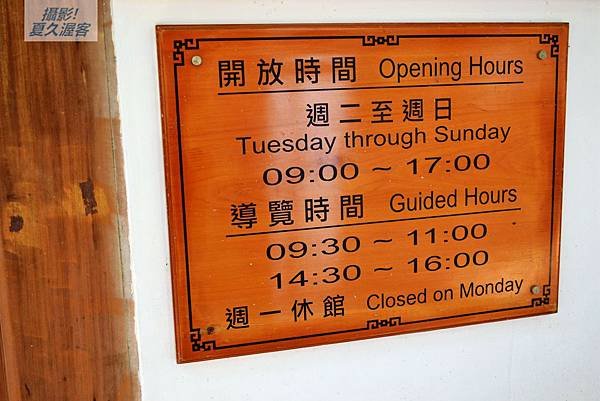 攝影!
夏久渥客
開放時間 Opening Hours
週二至週日
Tuesday through Sunday
09:00 ~ 17:00
導覽時間 Guided Hours
09:30 ~ 11:00
14:30 ~ 16:00
週一休館 Closed on Monday